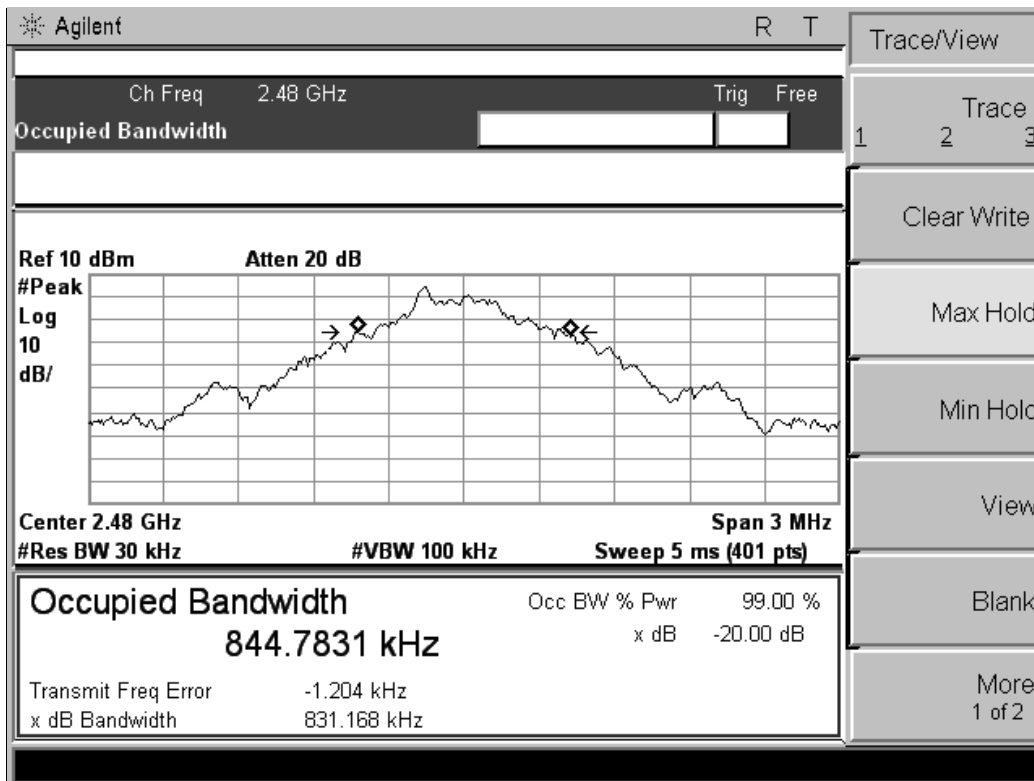 Agilent R T
Trace/View
Ch Freq 2.48 GHz Trig Free
Occupied Bandwidth
Trace
1 2 3
Clear Write
Max Hold
Min Hold
View
Blank
More
1 of 2
Ref 10 dBm Atten 20 dB
#Peak
Log
10
dB/
Center 2.48 GHz Span 3 MHz
#Res BW 30 kHz #VBW 100 kHz Sweep 5 ms (401 pts)
Occupied Bandwidth Occ BW % Pwr 99.00 %
844.7831 kHz x dB -20.00 dB
Transmit Freq Error -1.204 kHz
x dB Bandwidth 831.168 kHz